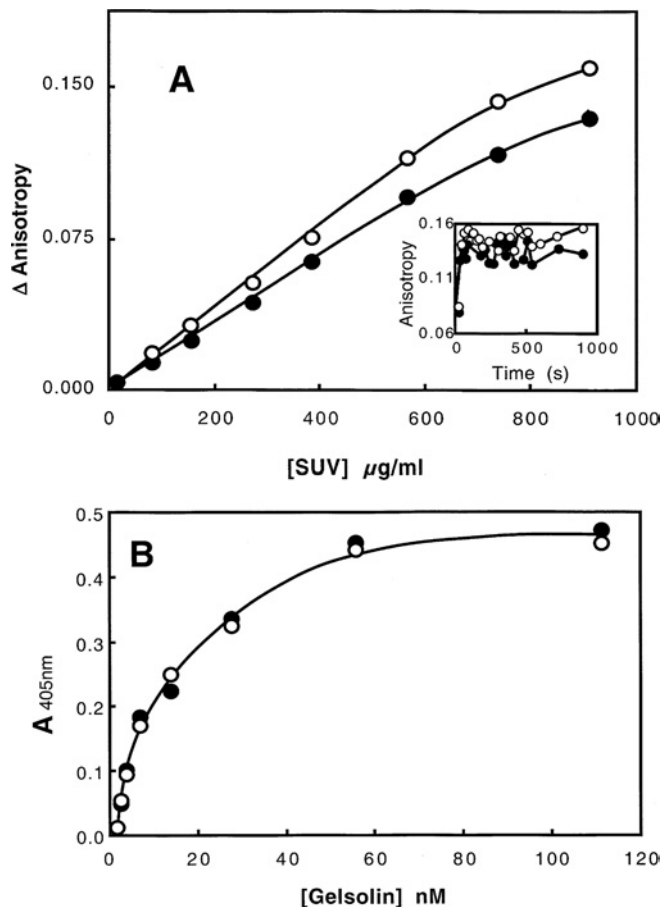 A
0.150
0.075
0.000
Δ Anisotropy
0 200 400 600 800 1000
[SUV] μg/ml
0.16
0.11
0.06
Anisotropy
0 500 1000
Time (s)
B
0.5
0.4
0.3
0.2
0.1
0.0
A 405nm
0 20 40 60 80 100 120
[Gelsolin] nM